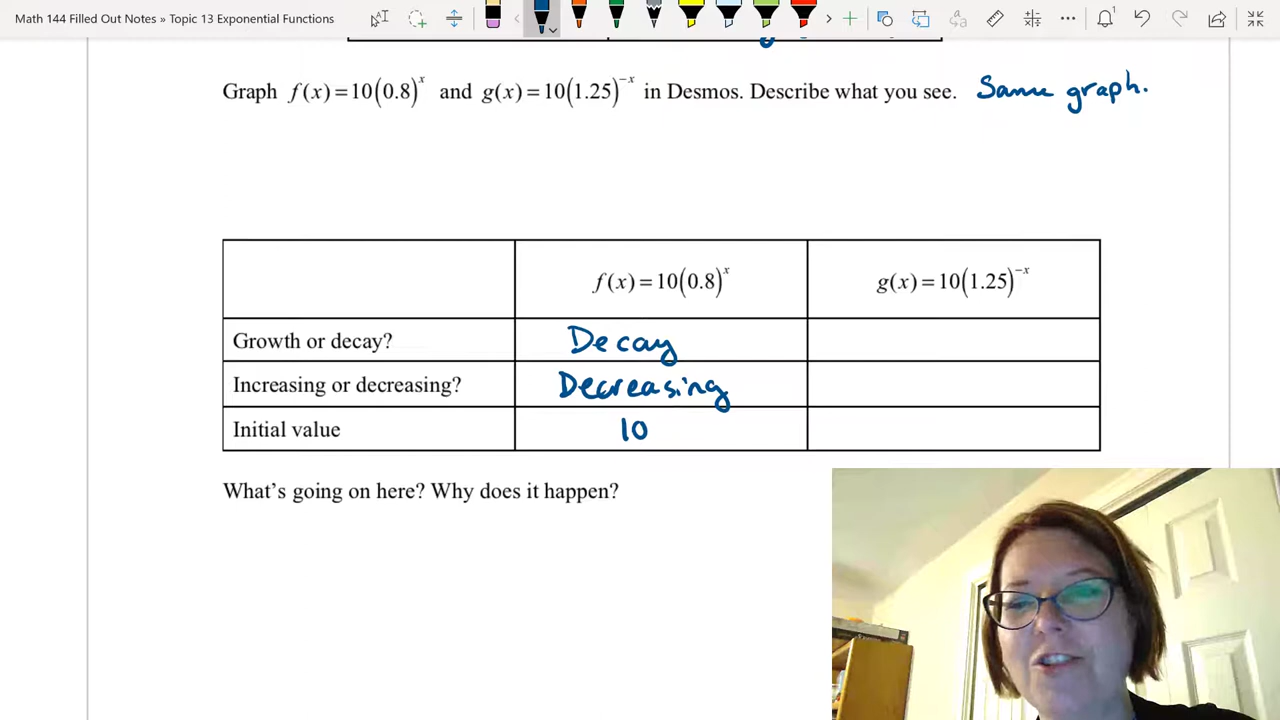 Math 144 Filled Out Notes » Topic 13 Exponential Functions
Graph f(x)=10(0.8)^x and g(x)=10(1.25)^−x in Desmos. Describe what you see. Same graph.
f(x)=10(0.8)^x g(x)=10(1.25)^−x
Growth or decay? Decay
Increasing or decreasing? Decreasing
Initial value 10
What's going on here? Why does it happen?